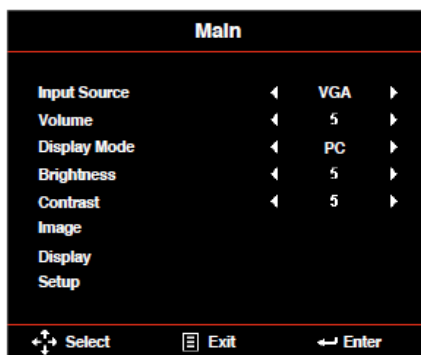 Main
Input Source VGA
Volume 5
Display Mode PC
Brightness 5
Contrast 5
Image
Display
Setup
Select Exit Enter